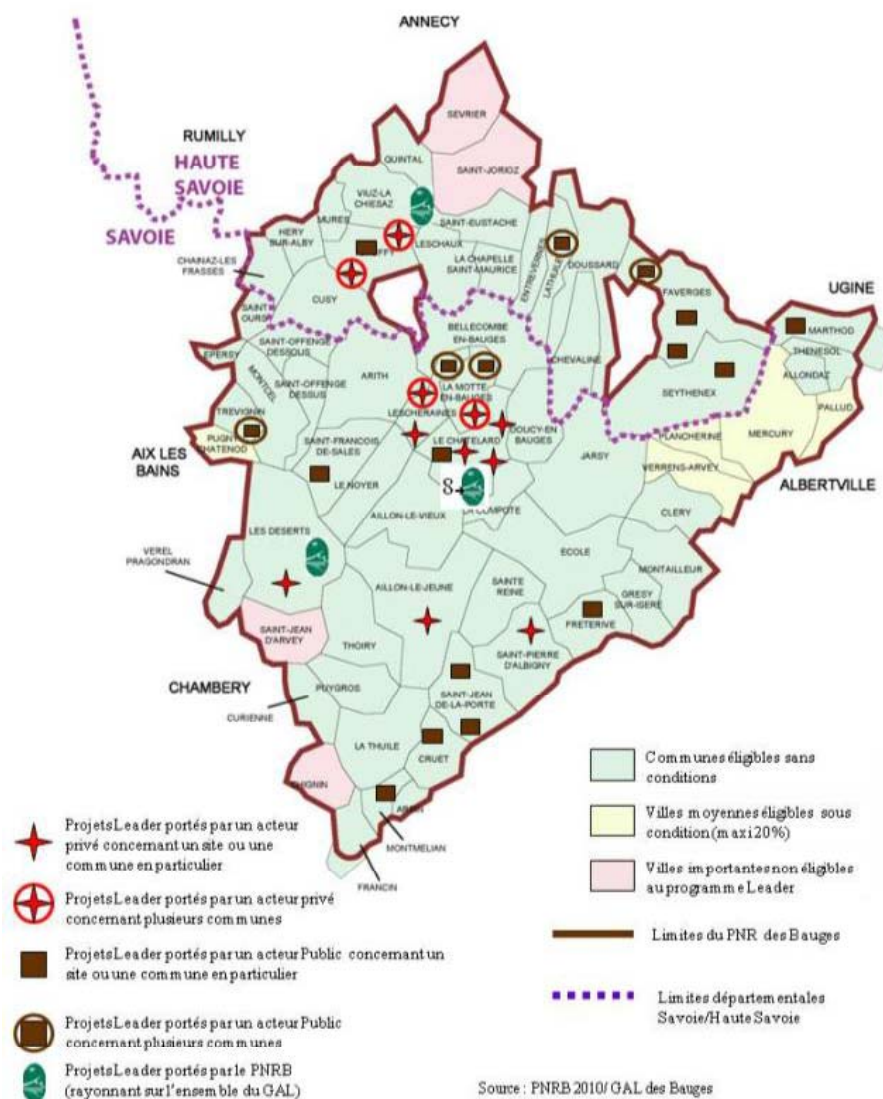 ANNECY
SEVRIER
RUMILLY
QUINTAL
HAUTE
SAVOIE
SAINT-JORIOZ
VIUZ-LA
CHIESAZ
SAVOIE
MURES
SAINT-EUSTACHE
HERY
SUR-ALBY
LESCHAUX
ENTREVERNES
LATHUILE
CHAINAZ-LES
FRASSES
LA CHAPELLE
SAINT-MAURICE
DOUSSARD
CUSY
FAVERGES
UGINE
SAINT
OURS
BELLECOMBE
EN-BAUGES
MARTHOD
SAINT-OFFENGE
DESSOUS
THENESOL
EPERSY
ARITH
CHEVALINE
ALLONDAZ
MONTCEL
SAINT-OFFENGE
DESSUS
LA MOTTE
EN-BAUGES
SEYTHENEX
TREVIGNIN
LESCHERAINES
PALLUD
PUGNY
CHATENOD
DOUCY-EN
BAUGES
MERCURY
SAINT-FRANCOIS
DE-SALES
LE CHATELARD
PLANCHERINE
AIX LES
BAINS
JARSY
VERRENS-ARVEY
LE NOYER
8
ALBERTVILLE
AILLON-LE-VIEUX
LA COMPOTE
CLERY
LES DESERTS
VEREL
PRAGONDRAN
ECOLE
MONTAILLEUR
AILLON-LE-JEUNE
SAINTE
REINE
GRESY
SUR-ISERE
FRETERIVE
SAINT-JEAN
D'ARVEY
THOIRY
SAINT-PIERRE
D'ALBIGNY
CHAMBERY
PUYGROS
SAINT-JEAN
DE-LA-PORTE
CURIENNE
LA THUILE
CRUET
MONTMELIAN
FRANCIN
Communes éligibles sans
conditions
Villes moyennes éligibles sous
condition (maxi 20%)
Villes importantes non éligibles
au programme Leader
Limites du PNR des Bauges
Limites départementales
Savoie/Haute Savoie
Projets Leader portés par un acteur
privé concernant un site ou une
commune en particulier
Projets Leader portés par un acteur privé
concernant plusieurs communes
Projets Leader portés par un acteur Public concernant un
site ou une commune en particulier
Projets Leader portés par un acteur Public
concernant plusieurs communes
Projets Leader portés par le PNRB
(rayonnant sur l'ensemble du GAL)
Source : PNRB 2010/ GAL des Bauges